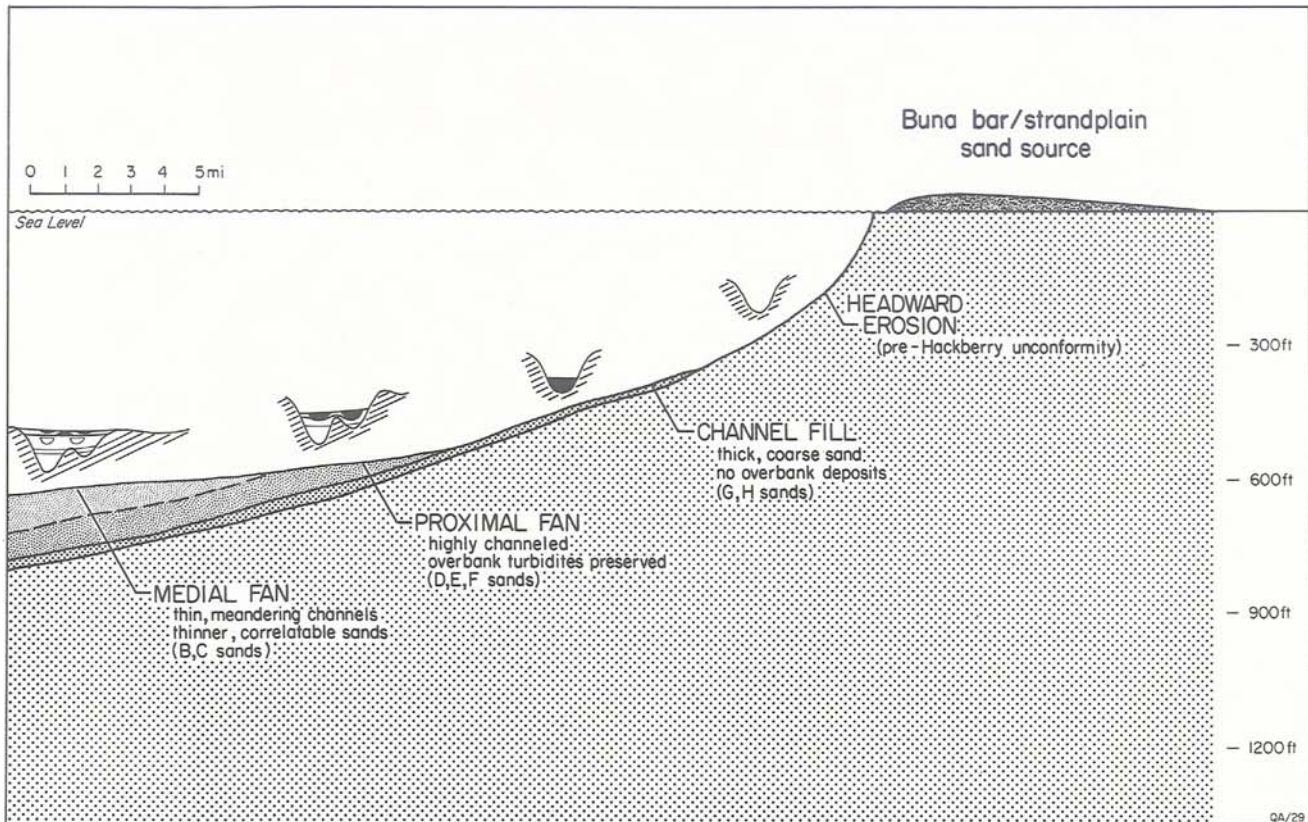 Buna bar/strandplain
sand source
0 1 2 3 4 5mi
Sea Level
HEADWARD
EROSION
(pre-Hackberry unconformity)
300ft
CHANNEL FILL
thick, coarse sand
no overbank deposits
(G,H sands)
600ft
PROXIMAL FAN
highly channeled
overbank turbidites preserved
(D,E,F sands)
MEDIAL FAN
thin, meandering channels
thinner, correlatable sands
(B,C sands)
900ft
1200ft
QA/29